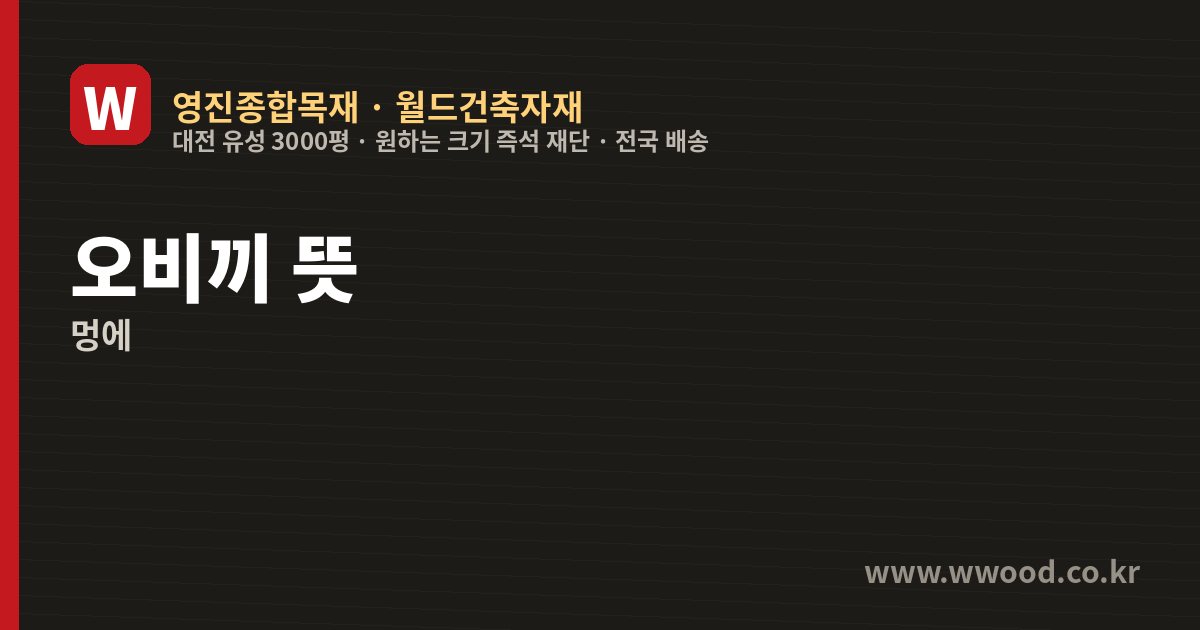 W
영진종합목재 · 월드건축자재
대전 유성 3000평 · 원하는 크기 즉석 재단 · 전국 배송
오비끼 뜻
멍에
www.wwood.co.kr